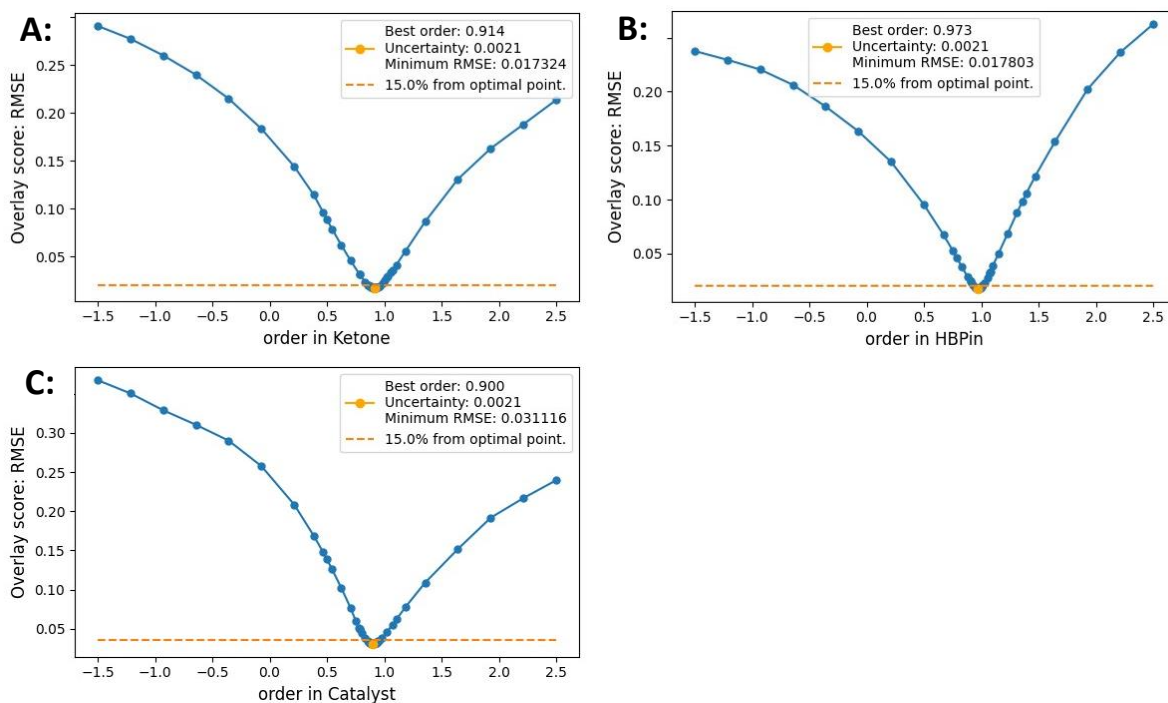 A:
Best order: 0.914
Uncertainty: 0.0021
Minimum RMSE: 0.017324
15.0% from optimal point.
Overlay score: RMSE
0.25
0.20
0.15
0.10
0.05
−1.5 −1.0 −0.5 0.0 0.5 1.0 1.5 2.0 2.5
order in Ketone
B:
Best order: 0.973
Uncertainty: 0.0021
Minimum RMSE: 0.017803
15.0% from optimal point.
Overlay score: RMSE
0.20
0.15
0.10
0.05
−1.5 −1.0 −0.5 0.0 0.5 1.0 1.5 2.0 2.5
order in HBPin
C:
Best order: 0.900
Uncertainty: 0.0021
Minimum RMSE: 0.031116
15.0% from optimal point.
Overlay score: RMSE
0.30
0.25
0.20
0.15
0.10
0.05
−1.5 −1.0 −0.5 0.0 0.5 1.0 1.5 2.0 2.5
order in Catalyst